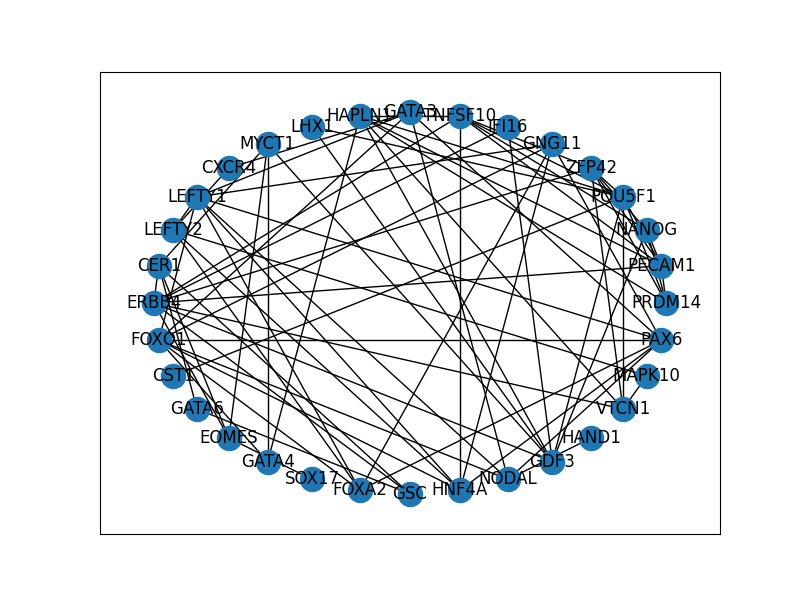 GATA3
HAPLN1
TNFSF10
LHX1
IFI16
MYCT1
GNG11
CXCR4
ZFP42
LEFTY1
POU5F1
LEFTY2
NANOG
CER1
PECAM1
ERBB4
PRDM14
FOXO1
PAX6
CST1
MAPK10
GATA6
VTCN1
EOMES
HAND1
GATA4
GDF3
SOX17
NODAL
FOXA2
HNF4A
GSC